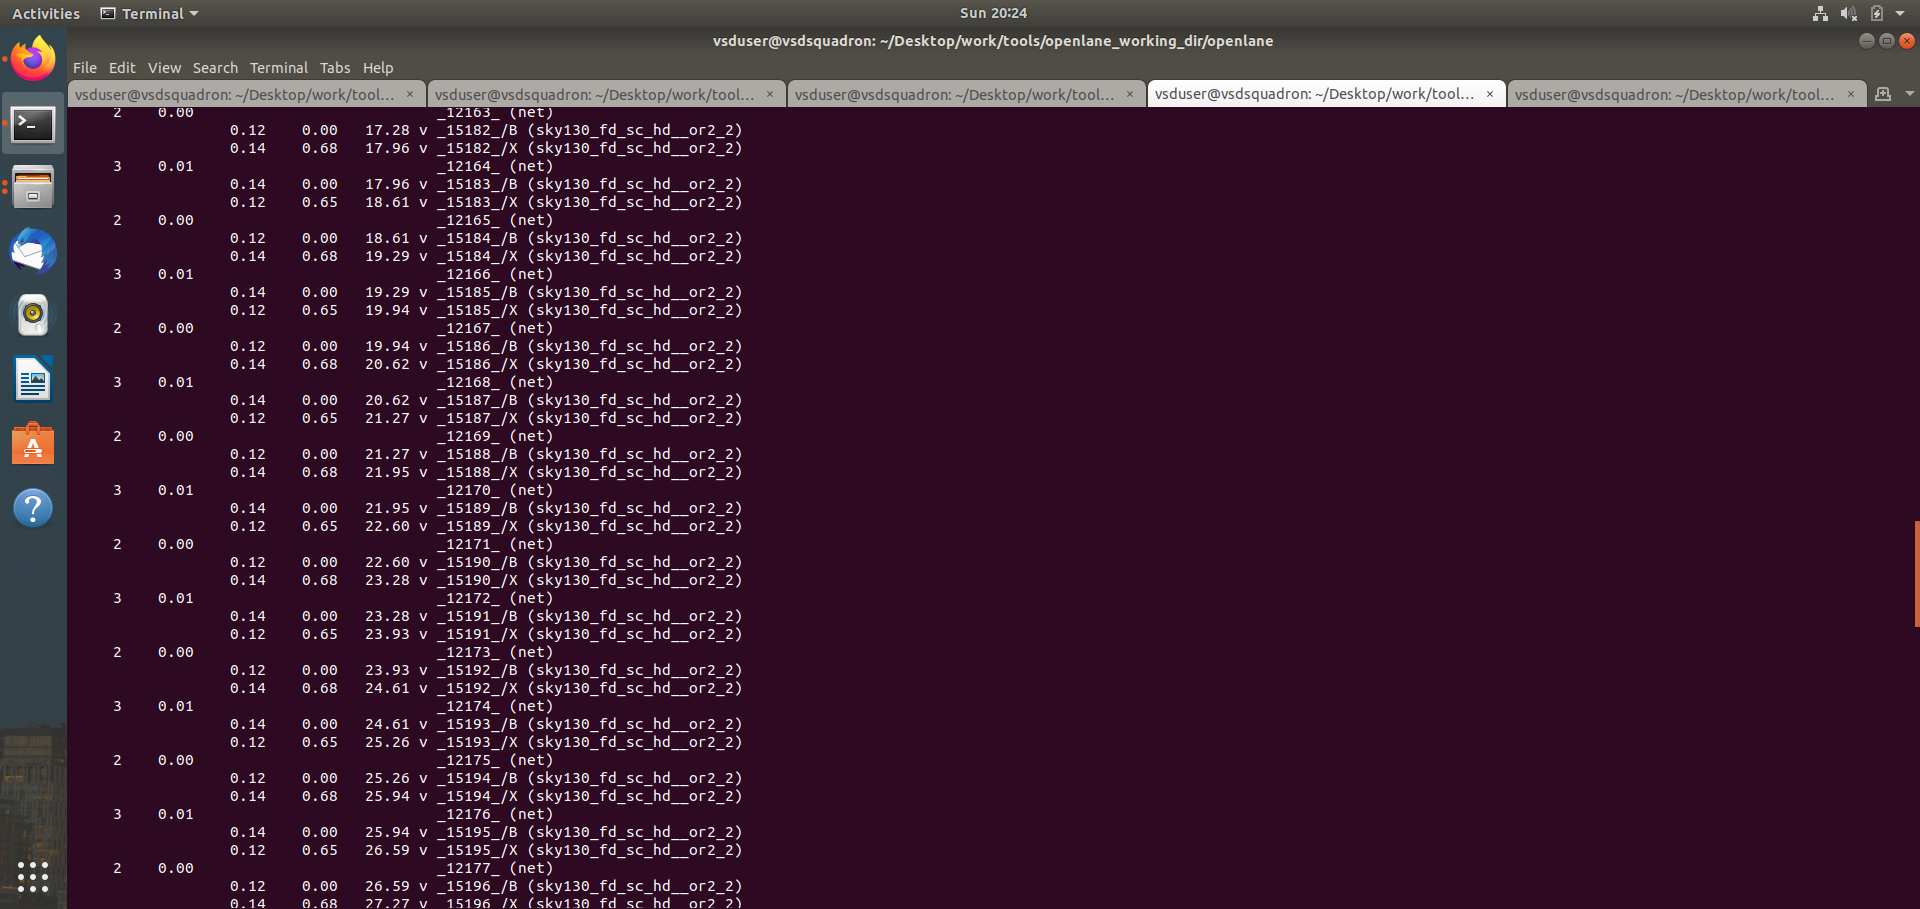 Activities Terminal Sun 20:24
vsduser@vsdsquadron: ~/Desktop/work/tools/openlane_working_dir/openlane
File Edit View Search Terminal Tabs Help
vsduser@vsdsquadron: ~/Desktop/work/tool... × vsduser@vsdsquadron: ~/Desktop/work/tool... × vsduser@vsdsquadron: ~/Desktop/work/tool... × vsduser@vsdsquadron: ~/Desktop/work/tool... × vsduser@vsdsquadron: ~/Desktop/work/tool... ×
2 0.00 _12163_ (net)
0.12 0.00 17.28 v _15182_/B (sky130_fd_sc_hd__or2_2)
0.14 0.68 17.96 v _15182_/X (sky130_fd_sc_hd__or2_2)
3 0.01 _12164_ (net)
0.14 0.00 17.96 v _15183_/B (sky130_fd_sc_hd__or2_2)
0.12 0.65 18.61 v _15183_/X (sky130_fd_sc_hd__or2_2)
2 0.00 _12165_ (net)
0.12 0.00 18.61 v _15184_/B (sky130_fd_sc_hd__or2_2)
0.14 0.68 19.29 v _15184_/X (sky130_fd_sc_hd__or2_2)
3 0.01 _12166_ (net)
0.14 0.00 19.29 v _15185_/B (sky130_fd_sc_hd__or2_2)
0.12 0.65 19.94 v _15185_/X (sky130_fd_sc_hd__or2_2)
2 0.00 _12167_ (net)
0.12 0.00 19.94 v _15186_/B (sky130_fd_sc_hd__or2_2)
0.14 0.68 20.62 v _15186_/X (sky130_fd_sc_hd__or2_2)
3 0.01 _12168_ (net)
0.14 0.00 20.62 v _15187_/B (sky130_fd_sc_hd__or2_2)
0.12 0.65 21.27 v _15187_/X (sky130_fd_sc_hd__or2_2)
2 0.00 _12169_ (net)
0.12 0.00 21.27 v _15188_/B (sky130_fd_sc_hd__or2_2)
0.14 0.68 21.95 v _15188_/X (sky130_fd_sc_hd__or2_2)
3 0.01 _12170_ (net)
0.14 0.00 21.95 v _15189_/B (sky130_fd_sc_hd__or2_2)
0.12 0.65 22.60 v _15189_/X (sky130_fd_sc_hd__or2_2)
2 0.00 _12171_ (net)
0.12 0.00 22.60 v _15190_/B (sky130_fd_sc_hd__or2_2)
0.14 0.68 23.28 v _15190_/X (sky130_fd_sc_hd__or2_2)
3 0.01 _12172_ (net)
0.14 0.00 23.28 v _15191_/B (sky130_fd_sc_hd__or2_2)
0.12 0.65 23.93 v _15191_/X (sky130_fd_sc_hd__or2_2)
2 0.00 _12173_ (net)
0.12 0.00 23.93 v _15192_/B (sky130_fd_sc_hd__or2_2)
0.14 0.68 24.61 v _15192_/X (sky130_fd_sc_hd__or2_2)
3 0.01 _12174_ (net)
0.14 0.00 24.61 v _15193_/B (sky130_fd_sc_hd__or2_2)
0.12 0.65 25.26 v _15193_/X (sky130_fd_sc_hd__or2_2)
2 0.00 _12175_ (net)
0.12 0.00 25.26 v _15194_/B (sky130_fd_sc_hd__or2_2)
0.14 0.68 25.94 v _15194_/X (sky130_fd_sc_hd__or2_2)
3 0.01 _12176_ (net)
0.14 0.00 25.94 v _15195_/B (sky130_fd_sc_hd__or2_2)
0.12 0.65 26.59 v _15195_/X (sky130_fd_sc_hd__or2_2)
2 0.00 _12177_ (net)
0.12 0.00 26.59 v _15196_/B (sky130_fd_sc_hd__or2_2)
0.14 0.68 27.27 v _15196_/X (sky130_fd_sc_hd__or2_2)